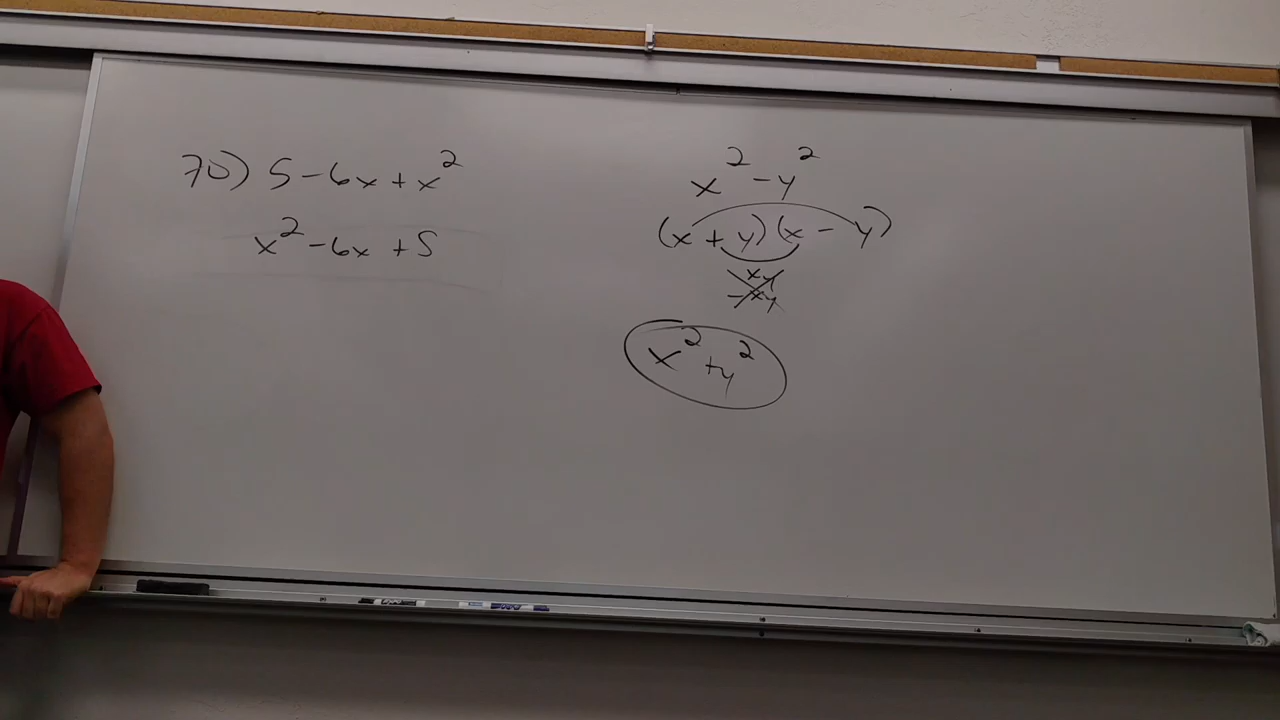 70) 5-6x+x²
x²-6x+5
x²-y²
(x+y)(x-y)
xy
-xy
x²+y²